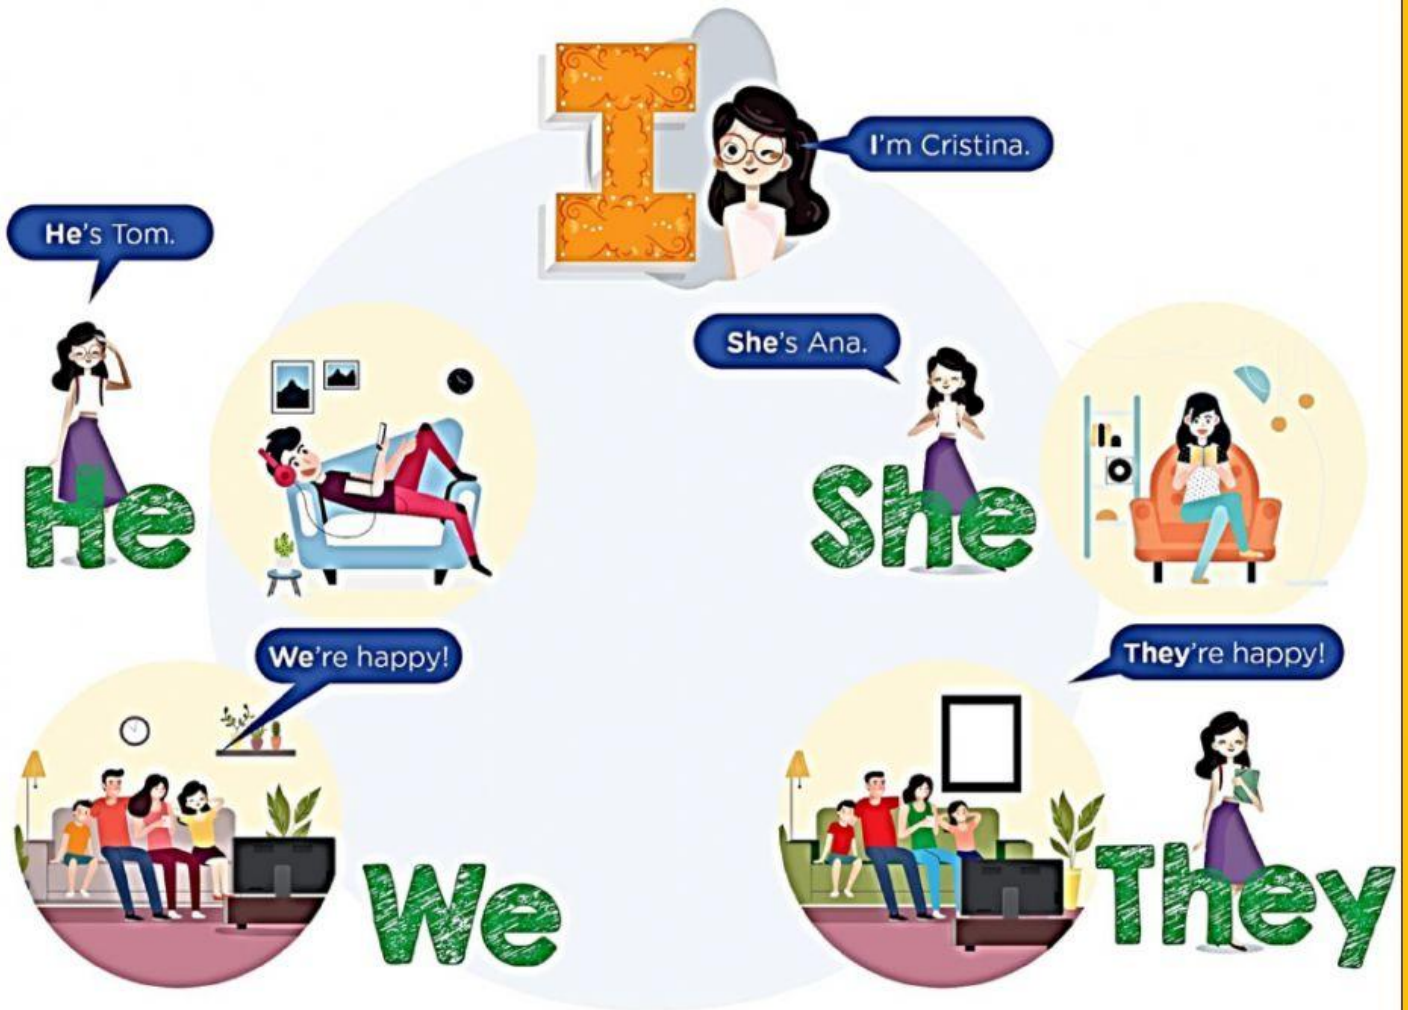 I
I'm Cristina.
He's Tom.
He
She's Ana.
She
We're happy!
We
They're happy!
They